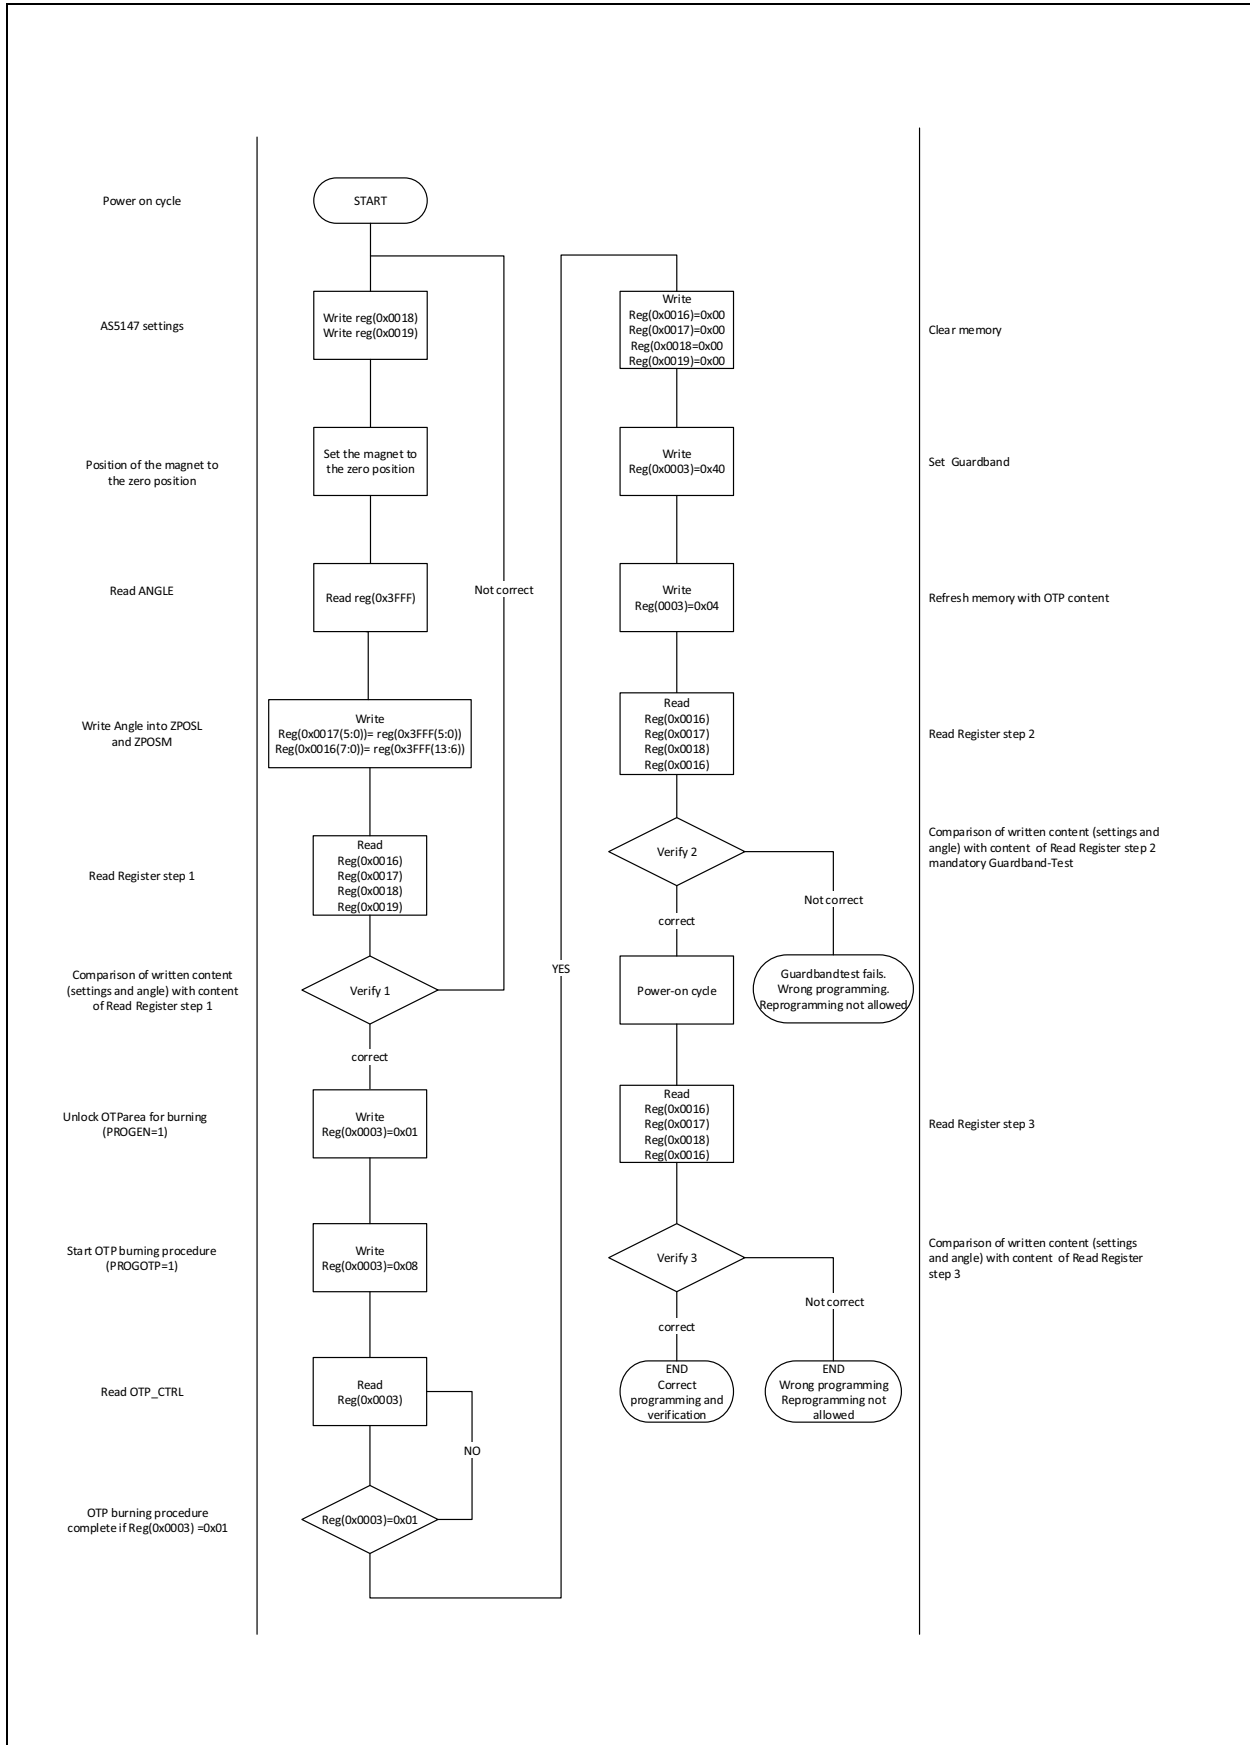 Power on cycle
START
AS5147 settings
Write reg(0x0018)
Write reg(0x0019)
Position of the magnet to
the zero position
Set the magnet to
the zero position
Read ANGLE
Read reg(0x3FFF)
Not correct
Write Angle into ZPOSL
and ZPOSM
Write
Reg(0x0017(5:0))= reg(0x3FFF(5:0))
Reg(0x0016(7:0))= reg(0x3FFF(13:6))
Read Register step 1
Read
Reg(0x0016)
Reg(0x0017)
Reg(0x0018)
Reg(0x0019)
Comparison of written content
(settings and angle) with content
of Read Register step 1
Verify 1
correct
Unlock OTParea for burning
(PROGEN=1)
Write
Reg(0x0003)=0x01
Start OTP burning procedure
(PROGOTP=1)
Write
Reg(0x0003)=0x08
Read OTP_CTRL
Read
Reg(0x0003)
NO
OTP burning procedure
complete if Reg(0x0003) =0x01
Reg(0x0003)=0x01
YES
Write
Reg(0x0016)=0x00
Reg(0x0017)=0x00
Reg(0x0018=0x00
Reg(0x0019)=0x00
Clear memory
Write
Reg(0x0003)=0x40
Set Guardband
Write
Reg(0003)=0x04
Refresh memory with OTP content
Read
Reg(0x0016)
Reg(0x0017)
Reg(0x0018)
Reg(0x0016)
Read Register step 2
Verify 2
Comparison of written content (settings and
angle) with content of Read Register step 2
mandatory Guardband-Test
Not correct
correct
Guardbandtest fails.
Wrong programming.
Reprogramming not allowed
Power-on cycle
Read
Reg(0x0016)
Reg(0x0017)
Reg(0x0018)
Reg(0x0016)
Read Register step 3
Verify 3
Comparison of written content (settings
and angle) with content of Read Register
step 3
Not correct
correct
END
Correct
programming and
verification
END
Wrong programming
Reprogramming not
allowed